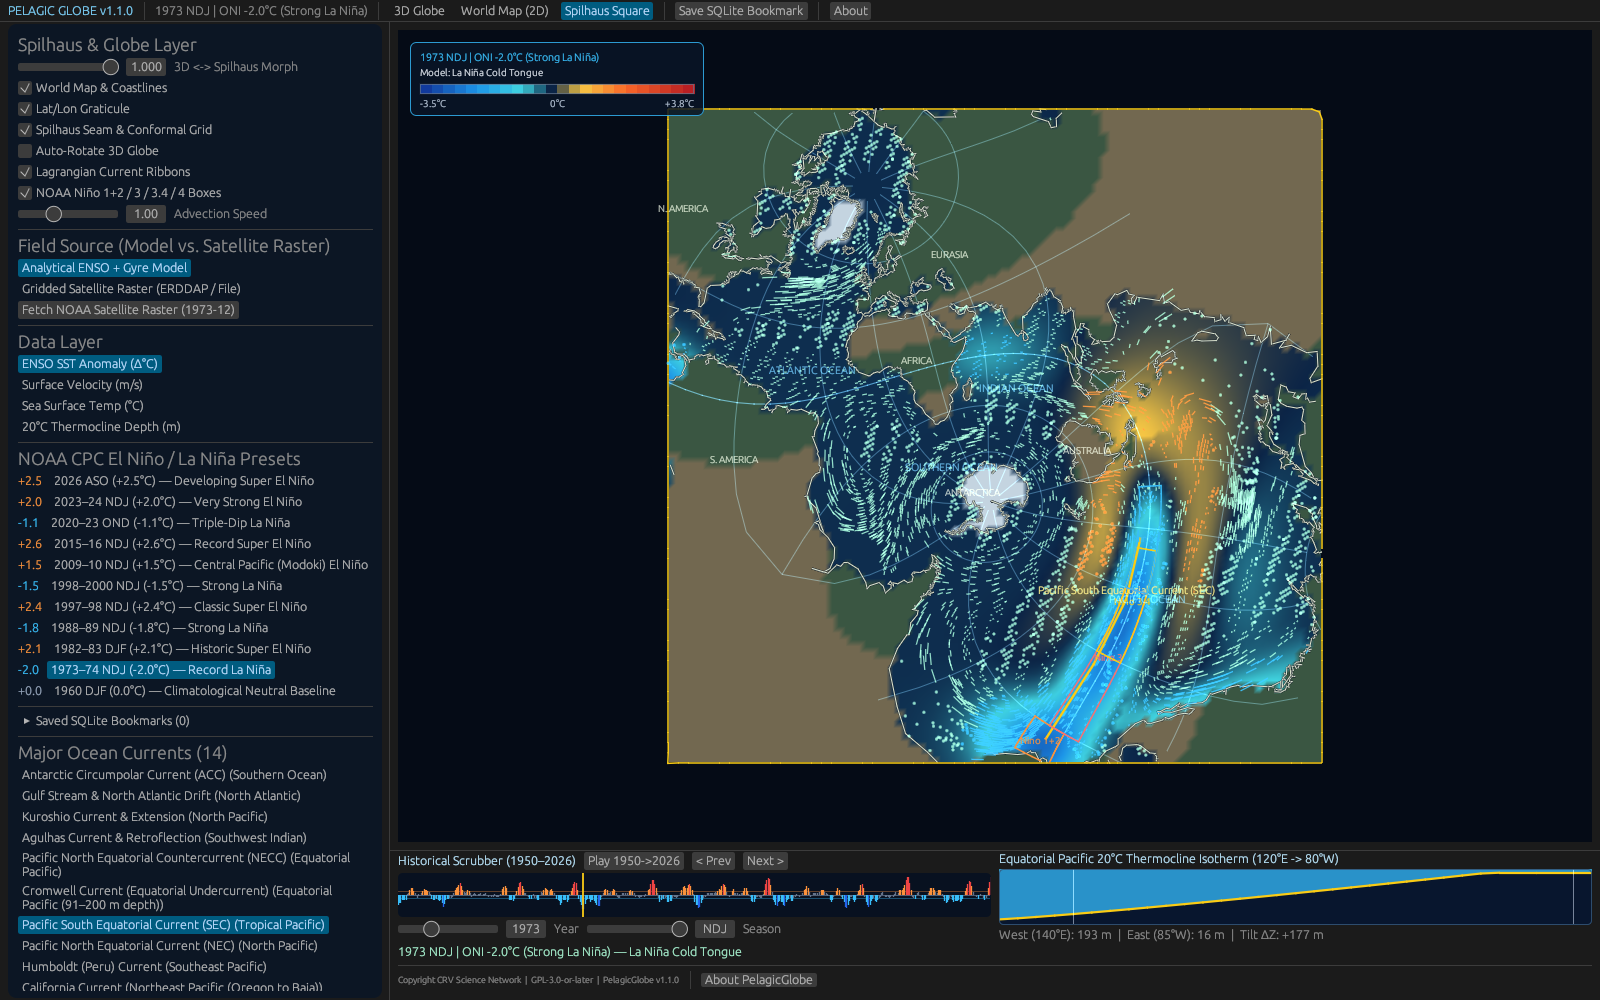 PELAGIC GLOBE v1.1.0
1973 NDJ | ONI -2.0°C (Strong La Niña)
3D Globe
World Map (2D)
Spilhaus Square
Save SQLite Bookmark
About
Spilhaus & Globe Layer
1.000 3D <-> Spilhaus Morph
World Map & Coastlines
Lat/Lon Graticule
Spilhaus Seam & Conformal Grid
Auto-Rotate 3D Globe
Lagrangian Current Ribbons
NOAA Niño 1+2 / 3 / 3.4 / 4 Boxes
1.00 Advection Speed
Field Source (Model vs. Satellite Raster)
Analytical ENSO + Gyre Model
Gridded Satellite Raster (ERDDAP / File)
Fetch NOAA Satellite Raster (1973-12)
Data Layer
ENSO SST Anomaly (Δ°C)
Surface Velocity (m/s)
Sea Surface Temp (°C)
20°C Thermocline Depth (m)
NOAA CPC El Niño / La Niña Presets
+2.5 2026 ASO (+2.5°C) — Developing Super El Niño
+2.0 2023–24 NDJ (+2.0°C) — Very Strong El Niño
-1.1 2020–23 OND (-1.1°C) — Triple-Dip La Niña
+2.6 2015–16 NDJ (+2.6°C) — Record Super El Niño
+1.5 2009–10 NDJ (+1.5°C) — Central Pacific (Modoki) El Niño
-1.5 1998–2000 NDJ (-1.5°C) — Strong La Niña
+2.4 1997–98 NDJ (+2.4°C) — Classic Super El Niño
-1.8 1988–89 NDJ (-1.8°C) — Strong La Niña
+2.1 1982–83 DJF (+2.1°C) — Historic Super El Niño
-2.0 1973–74 NDJ (-2.0°C) — Record La Niña
+0.0 1960 DJF (0.0°C) — Climatological Neutral Baseline
Saved SQLite Bookmarks (0)
Major Ocean Currents (14)
Antarctic Circumpolar Current (ACC) (Southern Ocean)
Gulf Stream & North Atlantic Drift (North Atlantic)
Kuroshio Current & Extension (North Pacific)
Agulhas Current & Retroflection (Southwest Indian)
Pacific North Equatorial Countercurrent (NECC) (Equatorial
Pacific)
Cromwell Current (Equatorial Undercurrent) (Equatorial
Pacific (91–200 m depth))
Pacific South Equatorial Current (SEC) (Tropical Pacific)
Pacific North Equatorial Current (NEC) (North Pacific)
Humboldt (Peru) Current (Southeast Pacific)
California Current (Northeast Pacific (Oregon to Baja))
1973 NDJ | ONI -2.0°C (Strong La Niña)
Model: La Niña Cold Tongue
-3.5°C 0°C +3.8°C
N. AMERICA
EURASIA
AFRICA
ATLANTIC OCEAN
INDIAN OCEAN
AUSTRALIA
S. AMERICA
SOUTHERN OCEAN
ANTARCTICA
Pacific South Equatorial Current (SEC)
PACIFIC OCEAN
Niño 1+2
Historical Scrubber (1950–2026)
Play 1950->2026
< Prev
Next >
1973 Year
NDJ Season
1973 NDJ | ONI -2.0°C (Strong La Niña) — La Niña Cold Tongue
Copyright CRV Science Network | GPL-3.0-or-later | PelagicGlobe v1.1.0
About PelagicGlobe
Equatorial Pacific 20°C Thermocline Isotherm (120°E -> 80°W)
West (140°E): 193 m | East (85°W): 16 m | Tilt ΔZ: +177 m